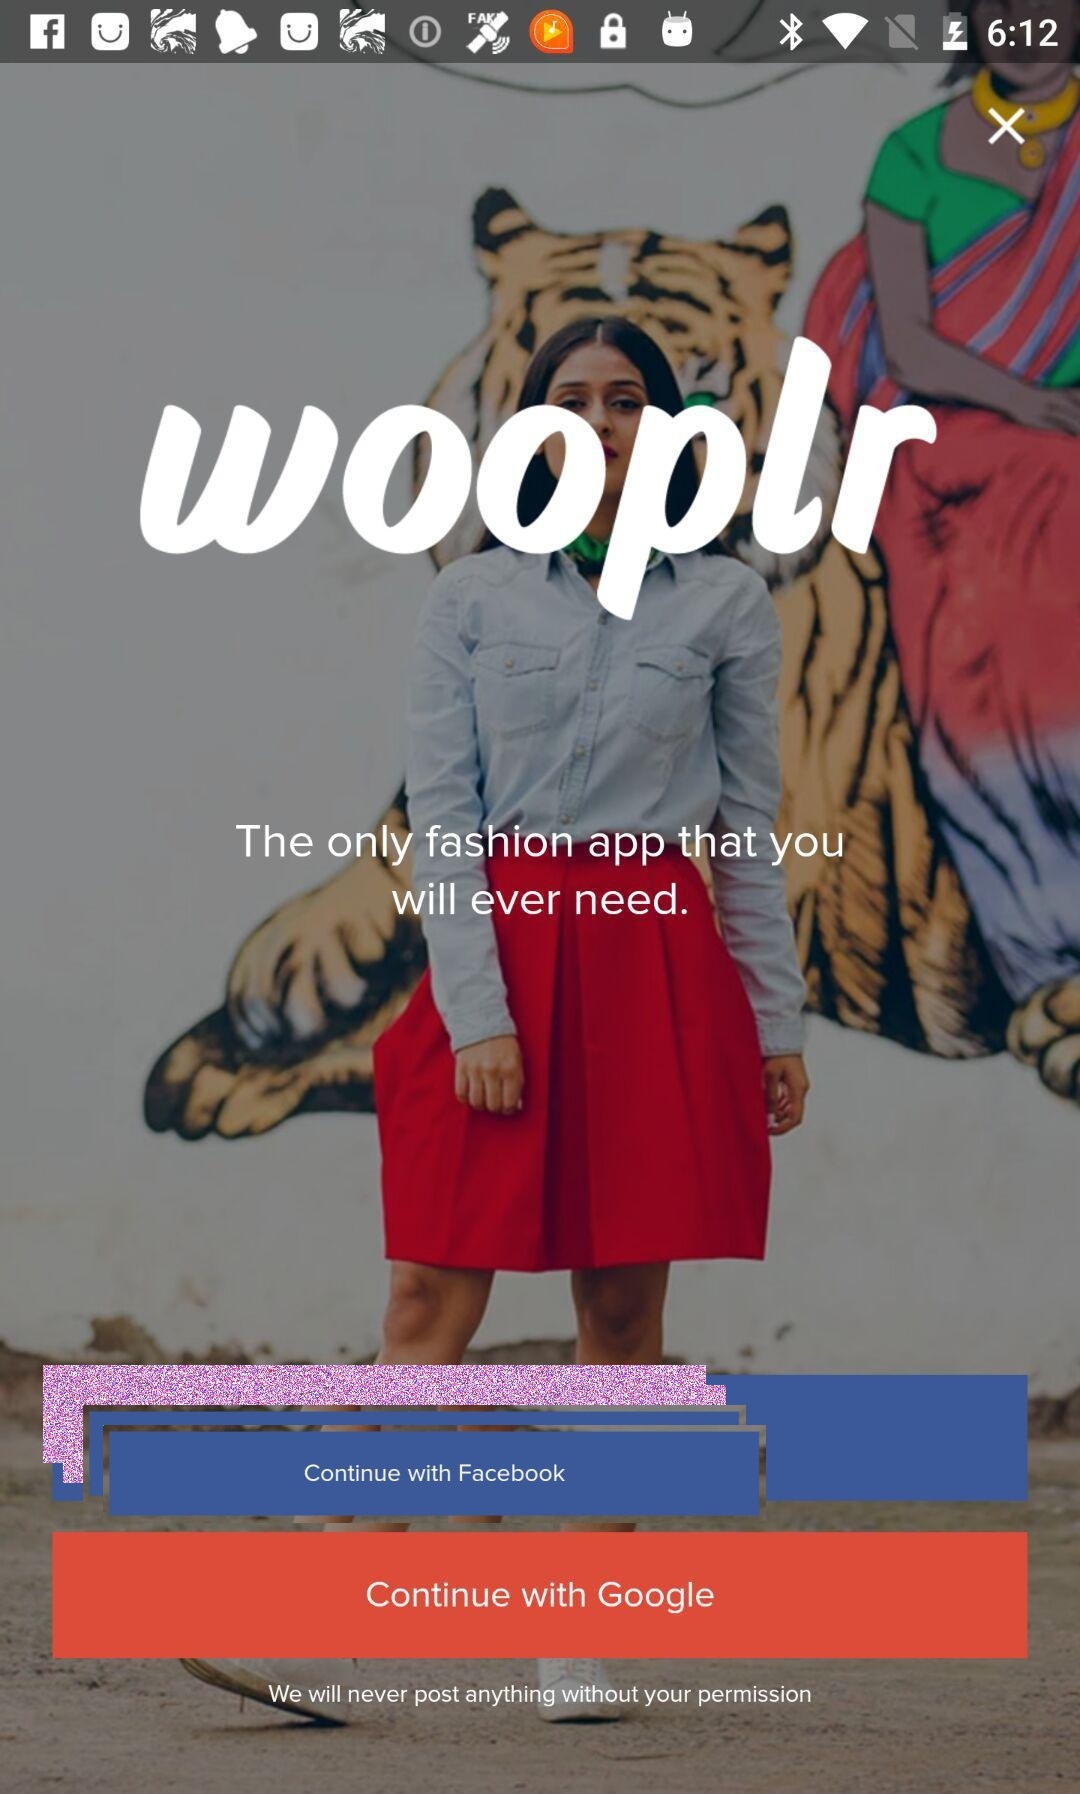 FAKE
6:12
wooplr
The only fashion app that you
will ever need.
Continue with Facebook
Continue with Google
We will never post anything without your permission